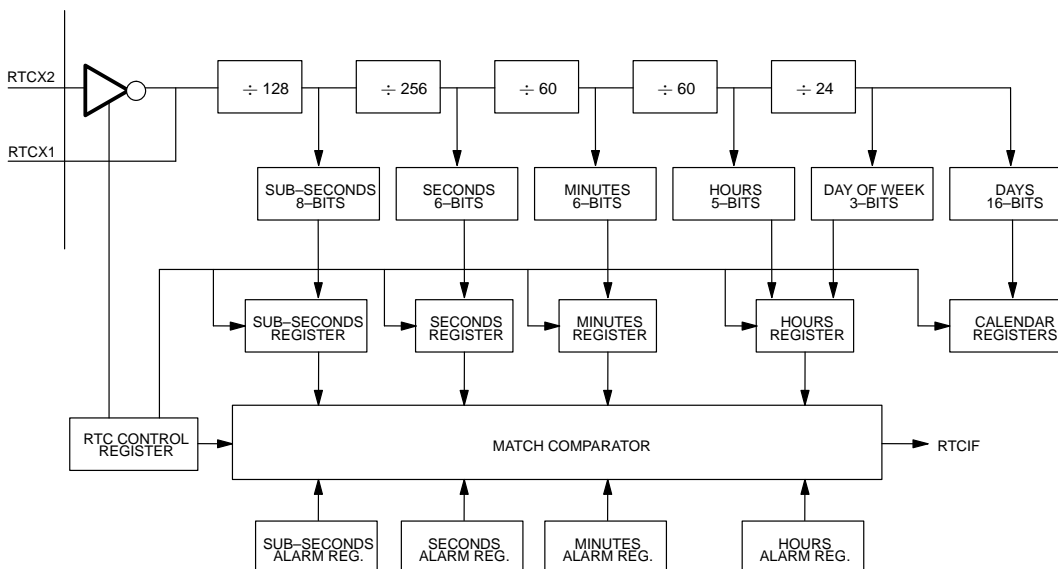 RTCX2
÷ 128
÷ 256
÷ 60
÷ 60
÷ 24
RTCX1
SUB–SECONDS
8–BITS
SECONDS
6–BITS
MINUTES
6–BITS
HOURS
5–BITS
DAY OF WEEK
3–BITS
DAYS
16–BITS
SUB–SECONDS
REGISTER
SECONDS
REGISTER
MINUTES
REGISTER
HOURS
REGISTER
CALENDAR
REGISTERS
RTC CONTROL
REGISTER
MATCH COMPARATOR
RTCIF
SUB–SECONDS
ALARM REG.
SECONDS
ALARM REG.
MINUTES
ALARM REG.
HOURS
ALARM REG.